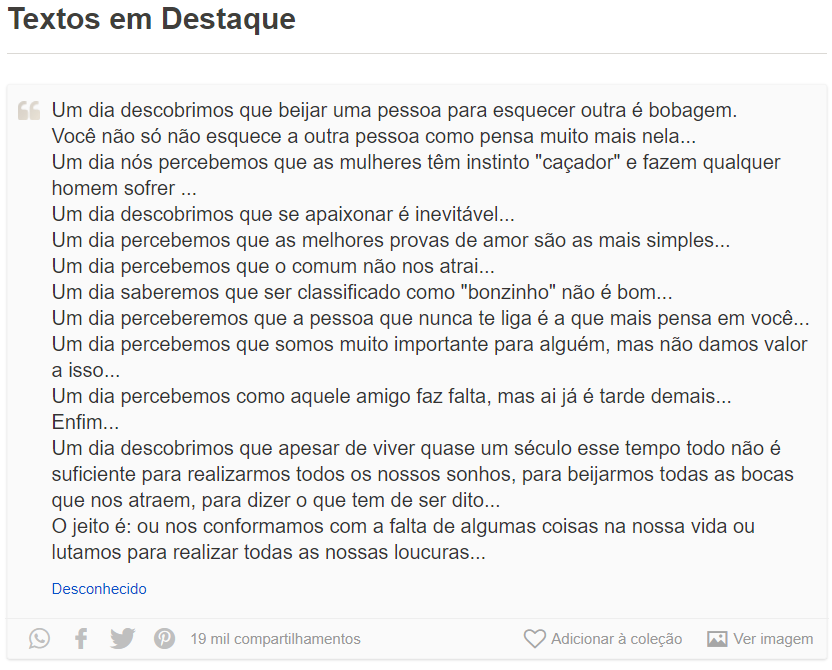 Textos em Destaque
Um dia descobrimos que beijar uma pessoa para esquecer outra é bobagem.
Você não só não esquece a outra pessoa como pensa muito mais nela...
Um dia nós percebemos que as mulheres têm instinto "caçador" e fazem qualquer
homem sofrer ...
Um dia descobrimos que se apaixonar é inevitável...
Um dia percebemos que as melhores provas de amor são as mais simples...
Um dia percebemos que o comum não nos atrai...
Um dia saberemos que ser classificado como "bonzinho" não é bom...
Um dia perceberemos que a pessoa que nunca te liga é a que mais pensa em você...
Um dia percebemos que somos muito importante para alguém, mas não damos valor
a isso...
Um dia percebemos como aquele amigo faz falta, mas ai já é tarde demais...
Enfim...
Um dia descobrimos que apesar de viver quase um século esse tempo todo não é
suficiente para realizarmos todos os nossos sonhos, para beijarmos todas as bocas
que nos atraem, para dizer o que tem de ser dito...
O jeito é: ou nos conformamos com a falta de algumas coisas na nossa vida ou
lutamos para realizar todas as nossas loucuras...
Desconhecido
19 mil compartilhamentos Adicionar à coleção Ver imagem